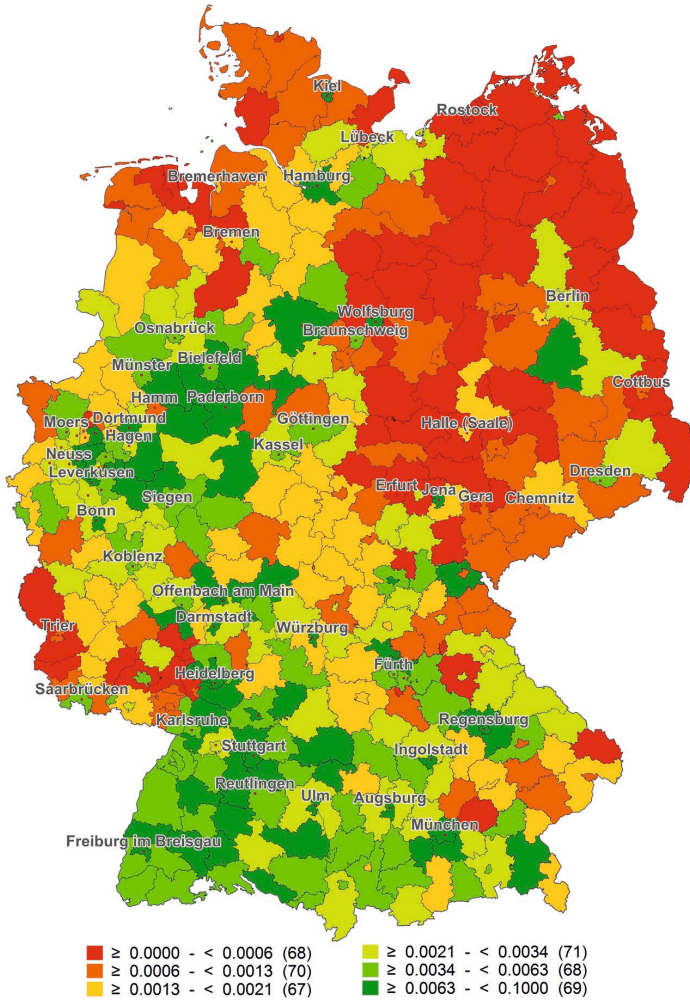 Kiel
Rostock
Lübeck
Bremerhaven
Hamburg
Bremen
Berlin
Wolfsburg
Osnabrück
Braunschweig
Bielefeld
Münster
Cottbus
Hamm
Paderborn
Moers
Dortmund
Göttingen
Halle (Saale)
Hagen
Kassel
Neuss
Leverkusen
Dresden
Erfurt
Jena
Gera
Chemnitz
Siegen
Bonn
Koblenz
Offenbach am Main
Darmstadt
Trier
Würzburg
Fürth
Heidelberg
Saarbrücken
Karlsruhe
Regensburg
Stuttgart
Ingolstadt
Reutlingen
Ulm
Augsburg
München
Freiburg im Breisgau
≥ 0.0000 - < 0.0006 (68)
≥ 0.0006 - < 0.0013 (70)
≥ 0.0013 - < 0.0021 (67)
≥ 0.0021 - < 0.0034 (71)
≥ 0.0034 - < 0.0063 (68)
≥ 0.0063 - < 0.1000 (69)